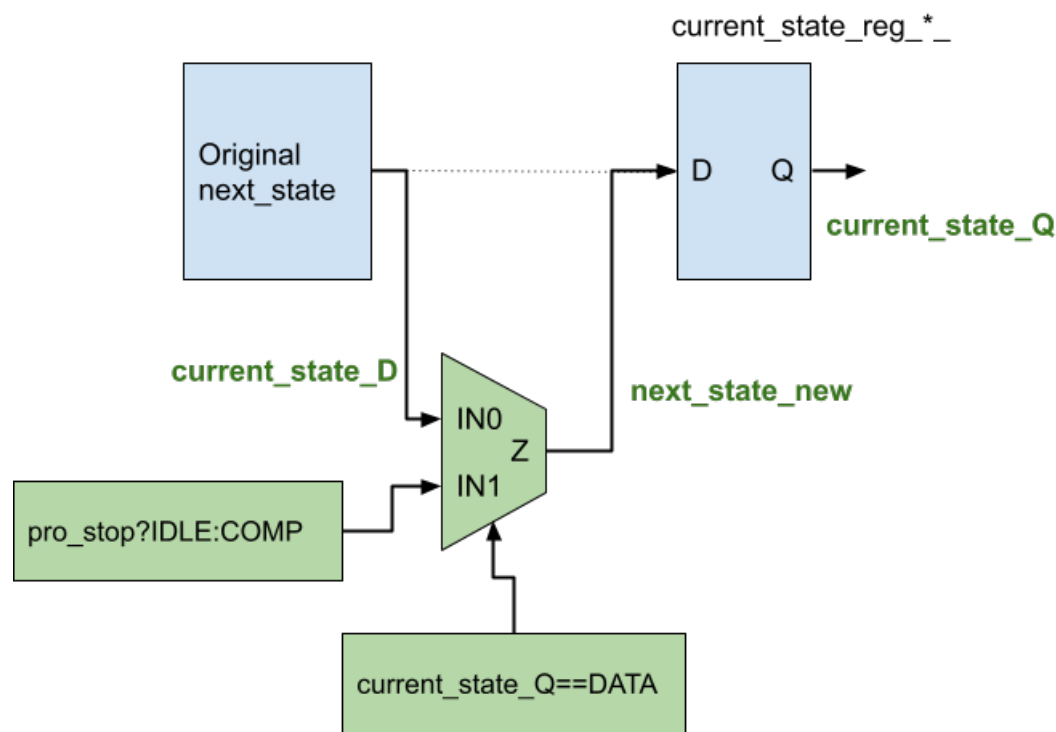 current_state_reg_*_
Original
next_state
D
Q
current_state_Q
current_state_D
next_state_new
IN0
Z
IN1
pro_stop?IDLE:COMP
current_state_Q==DATA